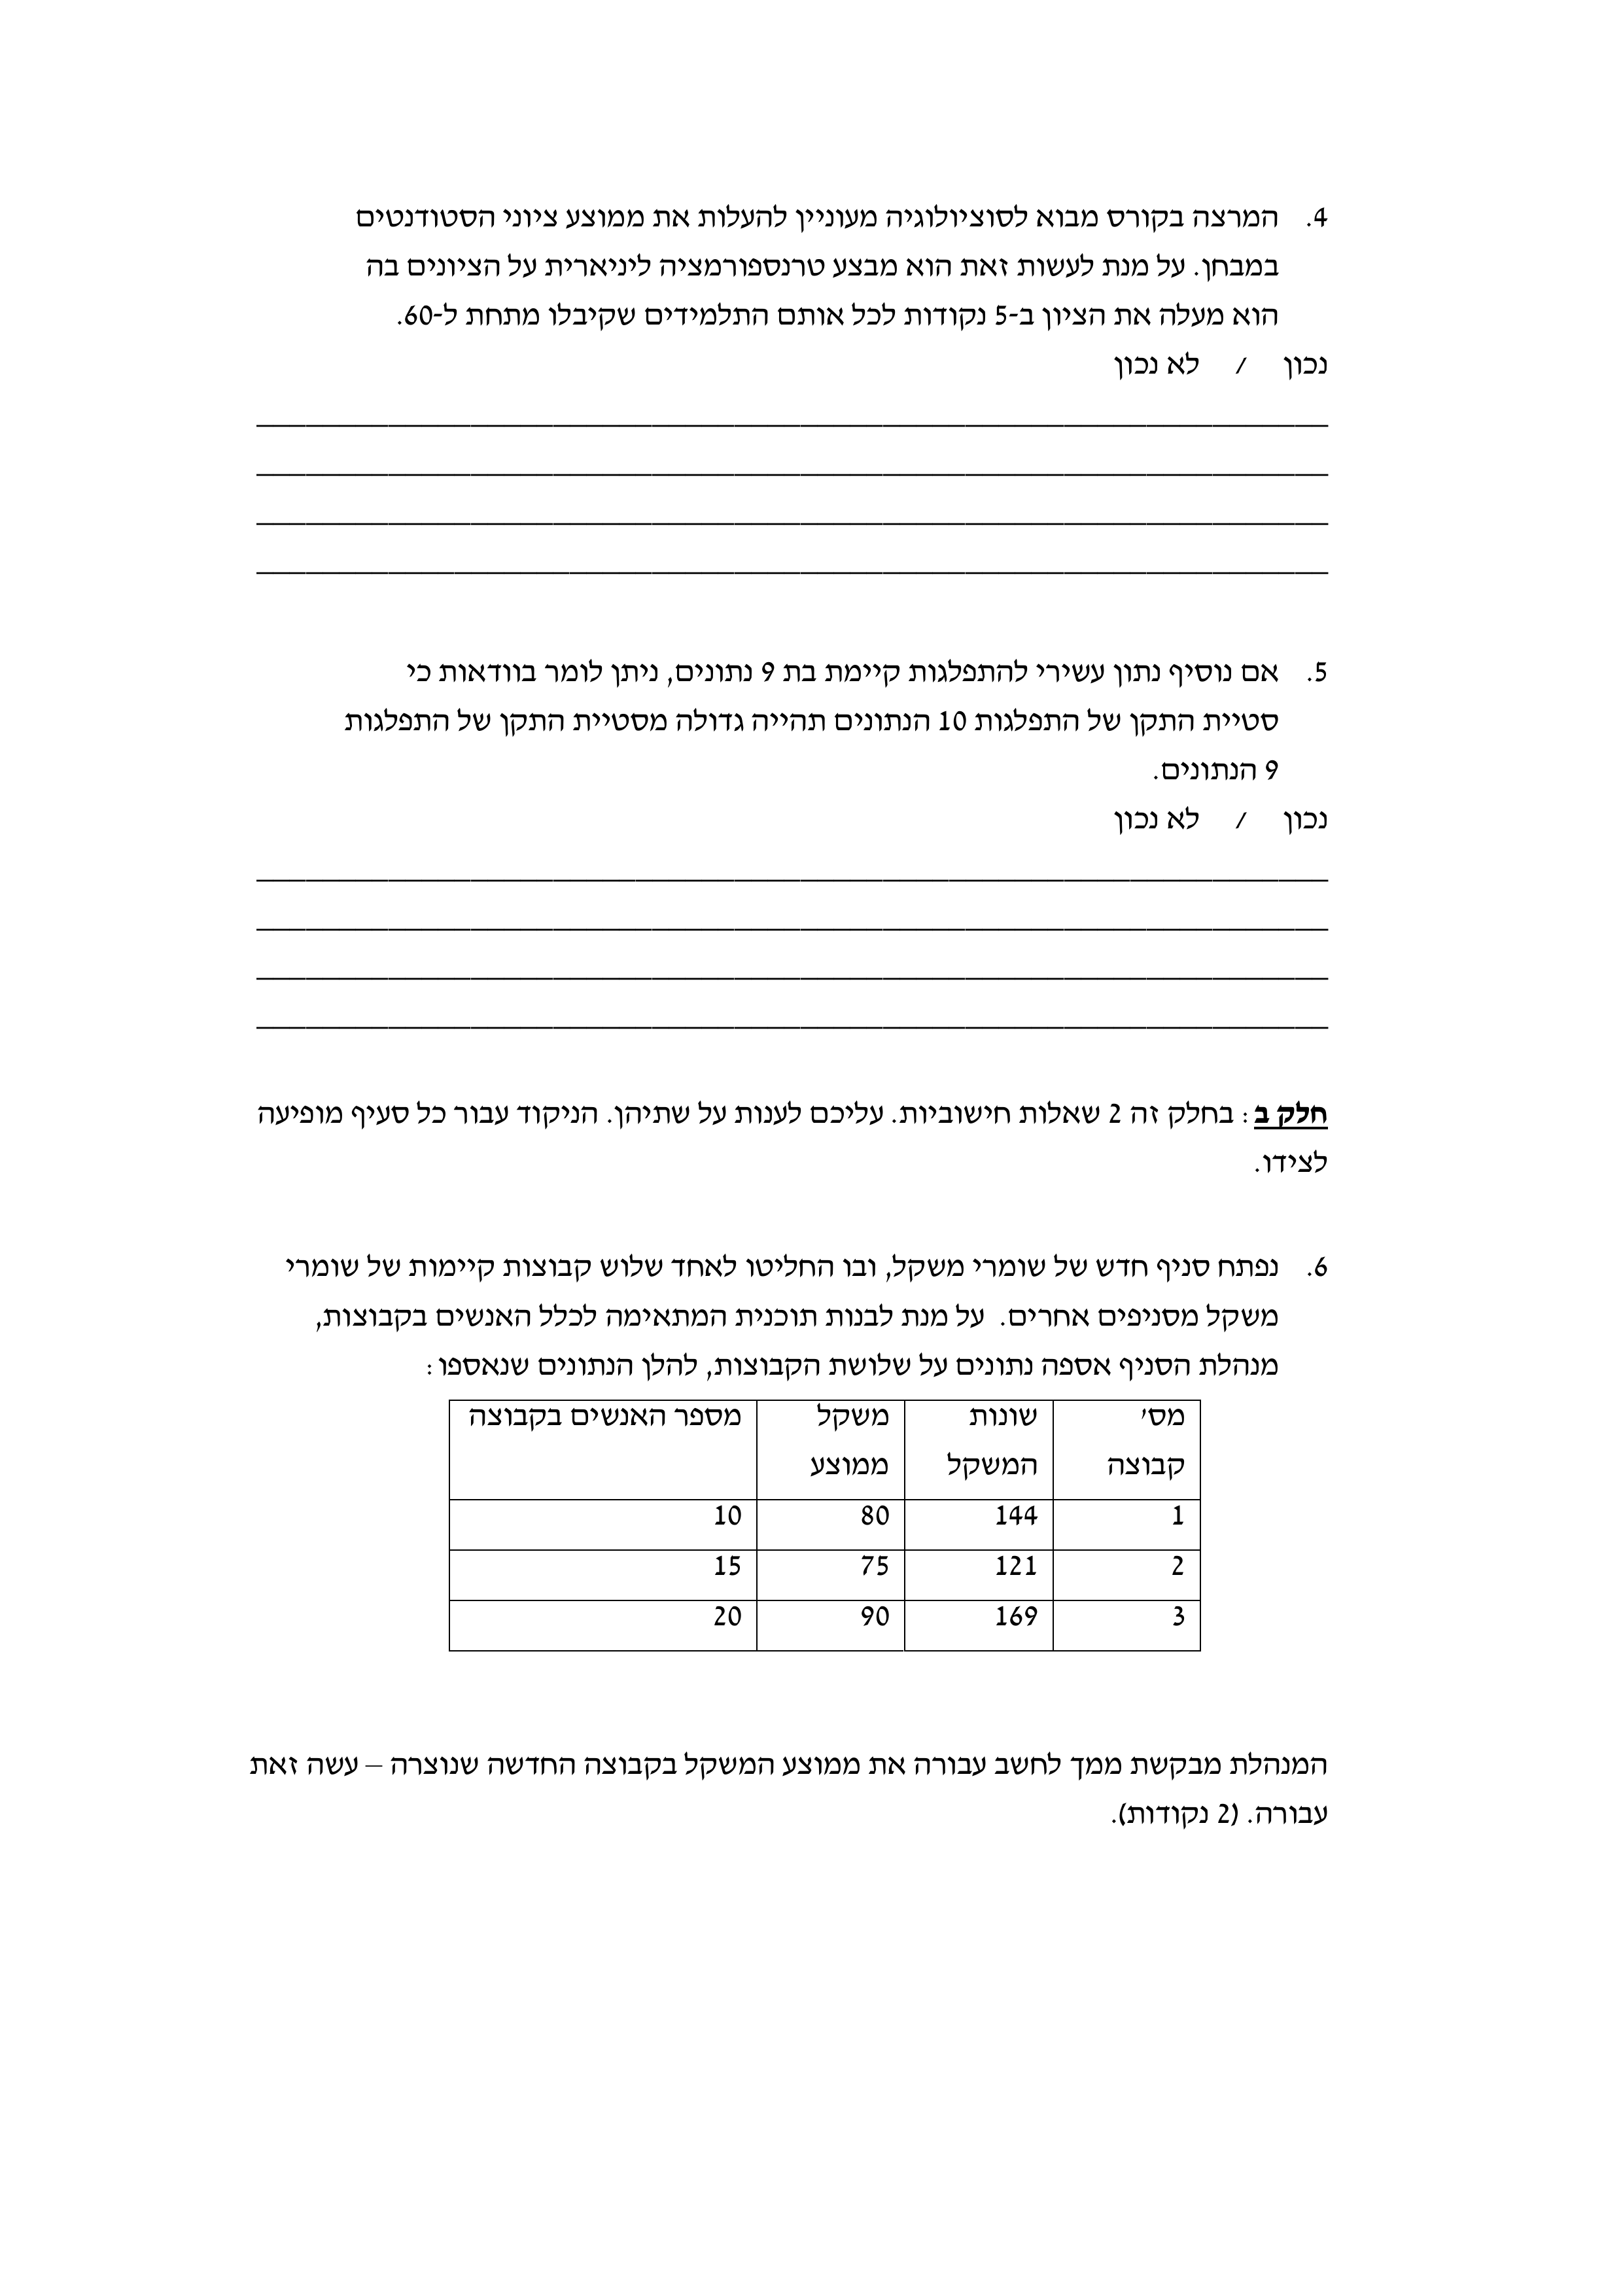 4. המרצה בקורס מבוא לסוציולוגיה מעוניין להעלות את ממוצע ציוני הסטודנטים
במבחן. על מנת לעשות זאת הוא מבצע טרנספורמציה ליניארית על הציונים בה
הוא מעלה את הציון ב-5 נקודות לכל אותם התלמידים שקיבלו מתחת ל-60.
נכון / לא נכון
5. אם נוסיף נתון עשירי להתפלגות קיימת בת 9 נתונים, ניתן לומר בוודאות כי
סטיית התקן של התפלגות 10 הנתונים תהייה גדולה מסטיית התקן של התפלגות
9 הנתונים.
נכון / לא נכון
חלק ב: בחלק זה 2 שאלות חישוביות. עליכם לענות על שתיהן. הניקוד עבור כל סעיף מופיעה
לצידו.
6. נפתח סניף חדש של שומרי משקל, ובו החליטו לאחד שלוש קבוצות קיימות של שומרי
משקל מסניפים אחרים. על מנת לבנות תוכנית המתאימה לכלל האנשים בקבוצות,
מנהלת הסניף אספה נתונים על שלושת הקבוצות, להלן הנתונים שנאספו:
מס' שונות משקל מספר האנשים בקבוצה
קבוצה המשקל ממוצע
1 144 80 10
2 121 75 15
3 169 90 20
המנהלת מבקשת ממך לחשב עבורה את ממוצע המשקל בקבוצה החדשה שנוצרה – עשה זאת
עבורה. (2 נקודות).